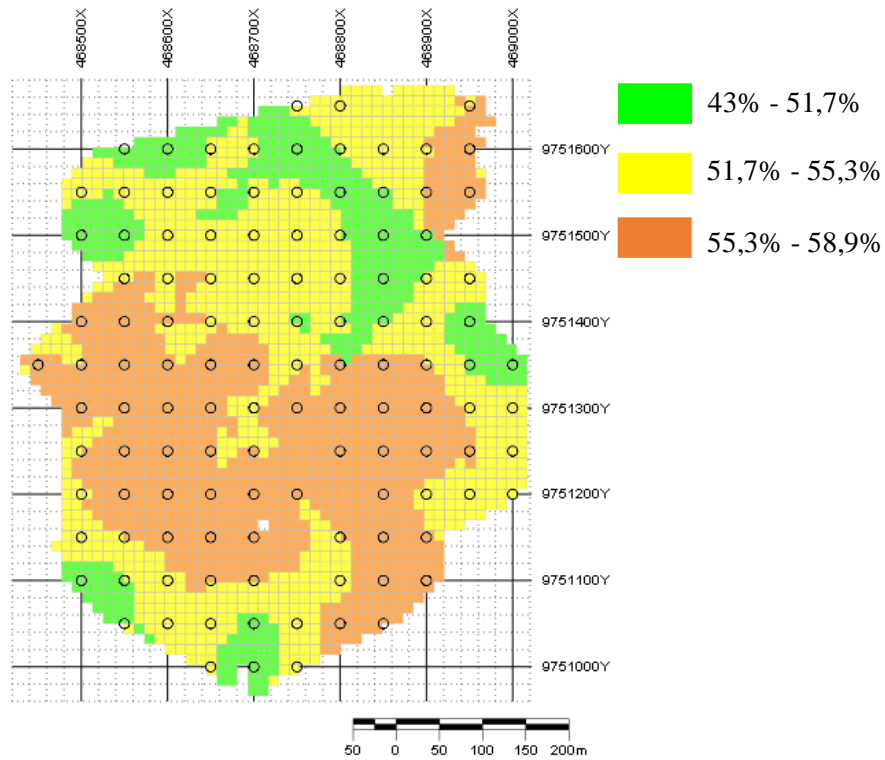 468500X
468600X
468700X
468800X
468900X
469000X
43% - 51,7%
51,7% - 55,3%
55,3% - 58,9%
9751600Y
9751500Y
9751400Y
9751300Y
9751200Y
9751100Y
9751000Y
50 0 50 100 150 200m